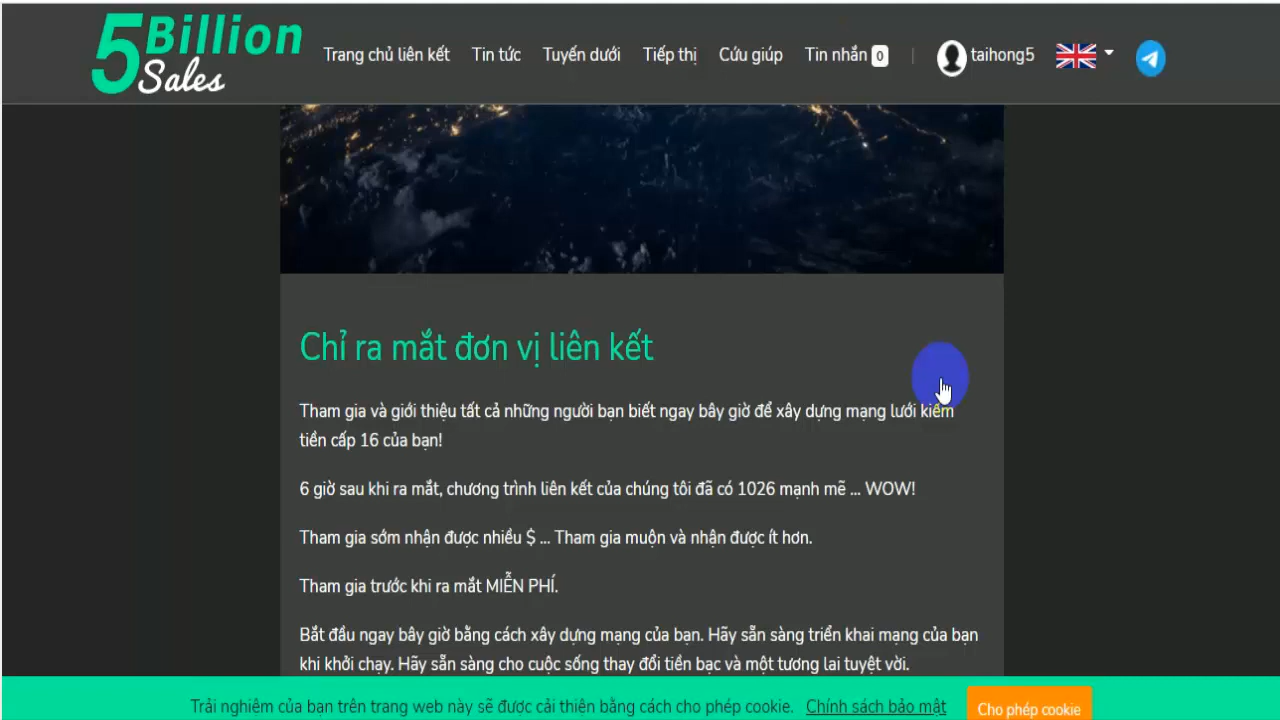 5 Billion
Sales
Trang chủ liên kết Tin tức Tuyến dưới Tiếp thị Cứu giúp Tin nhắn 0 | taihong5
Chỉ ra mắt đơn vị liên kết
Tham gia và giới thiệu tất cả những người bạn biết ngay bây giờ để xây dựng mạng lưới kiếm
tiền cấp 16 của bạn!
6 giờ sau khi ra mắt, chương trình liên kết của chúng tôi đã có 1026 mạnh mẽ ... WOW!
Tham gia sớm nhận được nhiều $ ... Tham gia muộn và nhận được ít hơn.
Tham gia trước khi ra mắt MIỄN PHÍ.
Bắt đầu ngay bây giờ bằng cách xây dựng mạng của bạn. Hãy sẵn sàng triển khai mạng của bạn
khi khởi chạy. Hãy sẵn sàng cho cuộc sống thay đổi tiền bạc và một tương lai tuyệt vời.
Trải nghiệm của bạn trên trang web này sẽ được cải thiện bằng cách cho phép cookie. Chính sách bảo mật Cho phép cookie